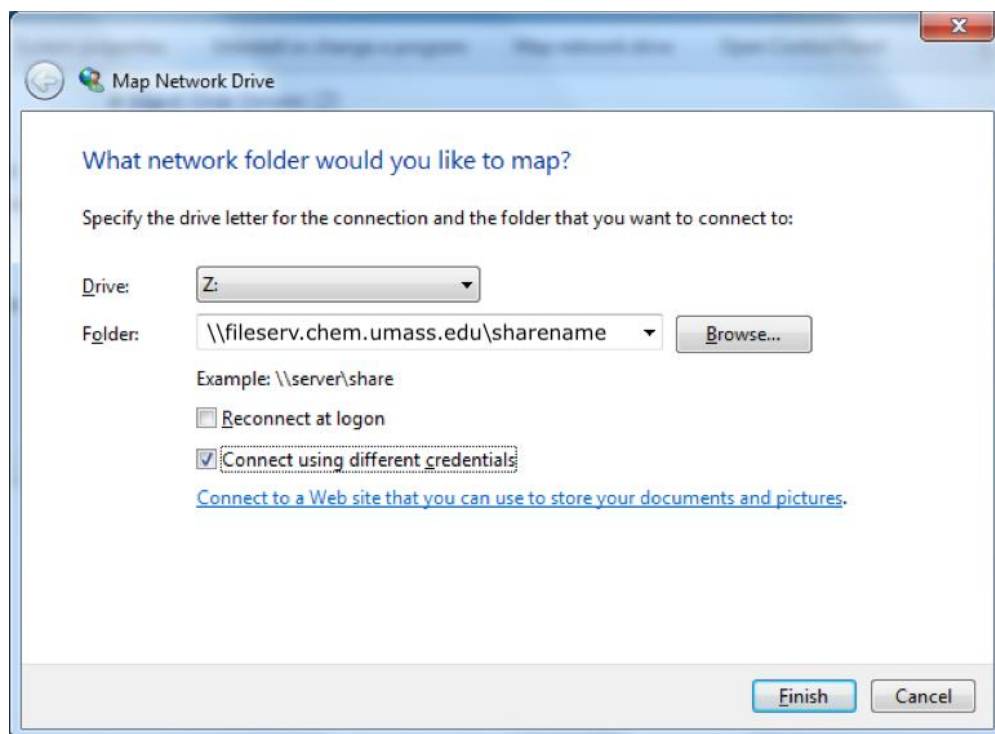 Map Network Drive
What network folder would you like to map?
Specify the drive letter for the connection and the folder that you want to connect to:
Drive: Z:
Folder: \\fileserv.chem.umass.edu\sharename Browse...
Example: \\server\share
Reconnect at logon
Connect using different credentials
Connect to a Web site that you can use to store your documents and pictures.
Finish Cancel